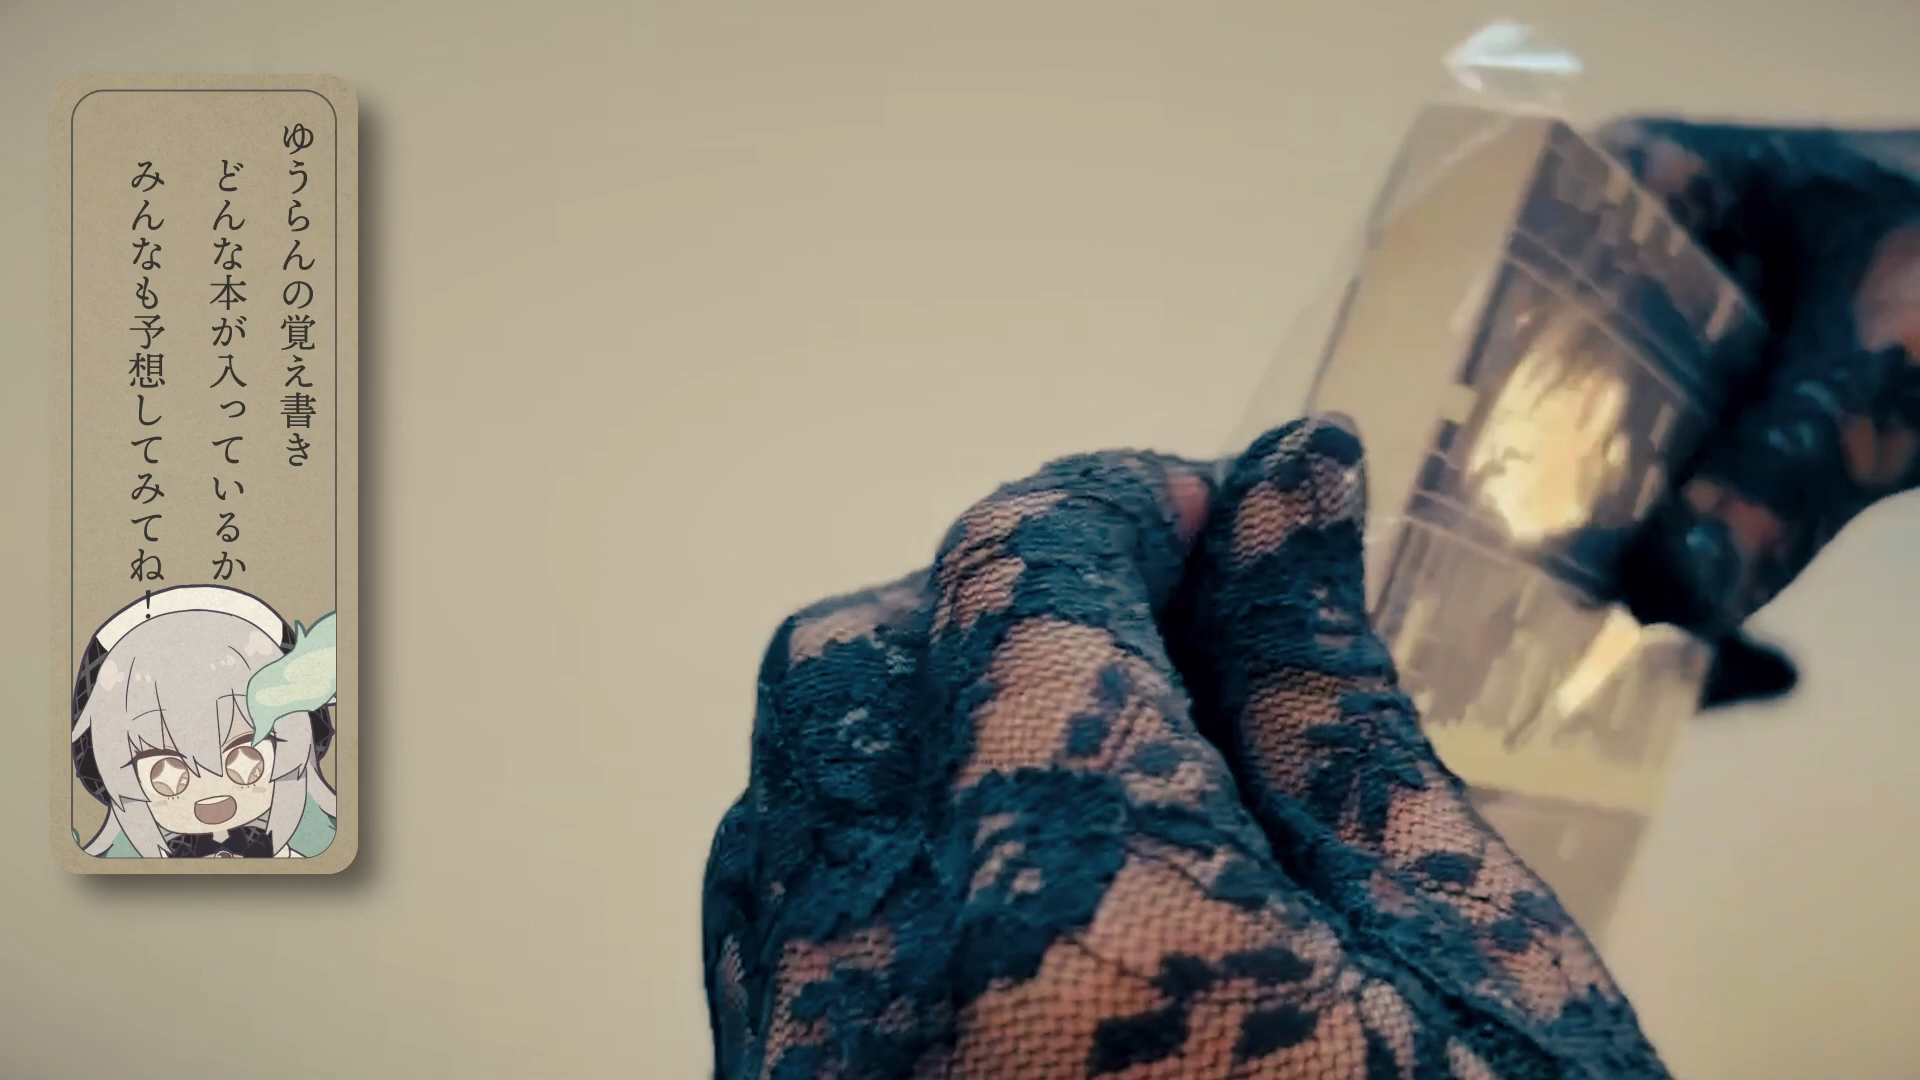 ゆうらんの覚え書き
どんな本が入っているか
みんなも予想してみてね!